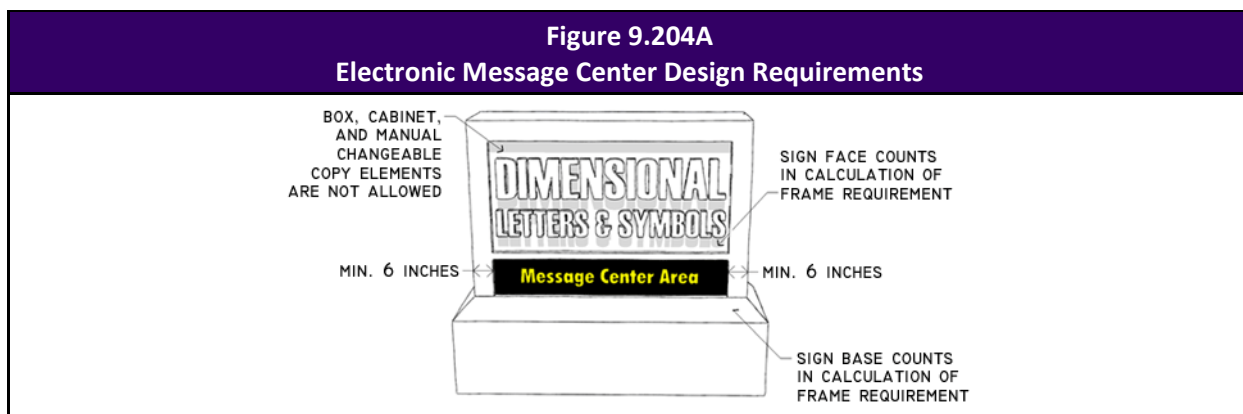 Figure 9.204A
Electronic Message Center Design Requirements
BOX, CABINET,
AND MANUAL
CHANGEABLE
COPY ELEMENTS
ARE NOT ALLOWED
DIMENSIONAL
LETTERS & SYMBOLS
SIGN FACE COUNTS
IN CALCULATION OF
FRAME REQUIREMENT
MIN. 6 INCHES
Message Center Area
MIN. 6 INCHES
SIGN BASE COUNTS
IN CALCULATION OF
FRAME REQUIREMENT